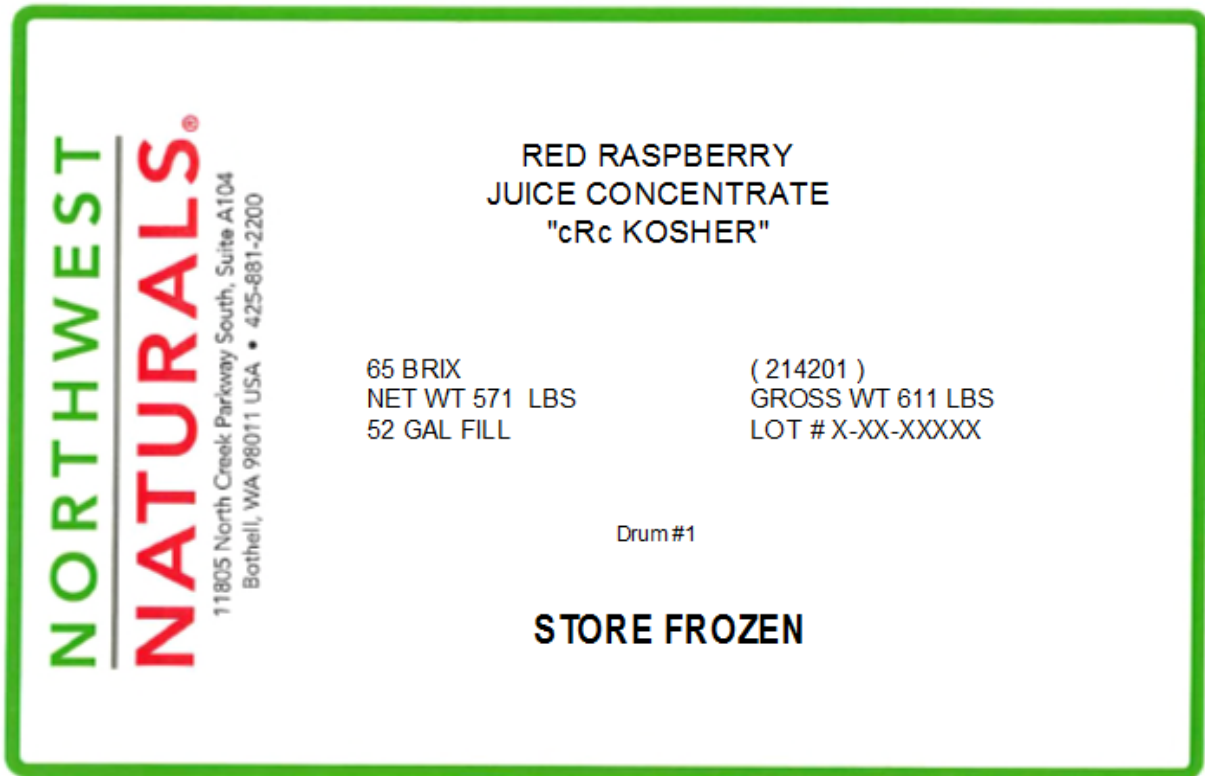 NORTHWEST
NATURALS®
11805 North Creek Parkway South, Suite A104
Bothell, WA 98011 USA • 425-881-2200
RED RASPBERRY
JUICE CONCENTRATE
"cRc KOSHER"
65 BRIX
NET WT 571 LBS
52 GAL FILL
( 214201 )
GROSS WT 611 LBS
LOT # X-XX-XXXXX
Drum #1
STORE FROZEN